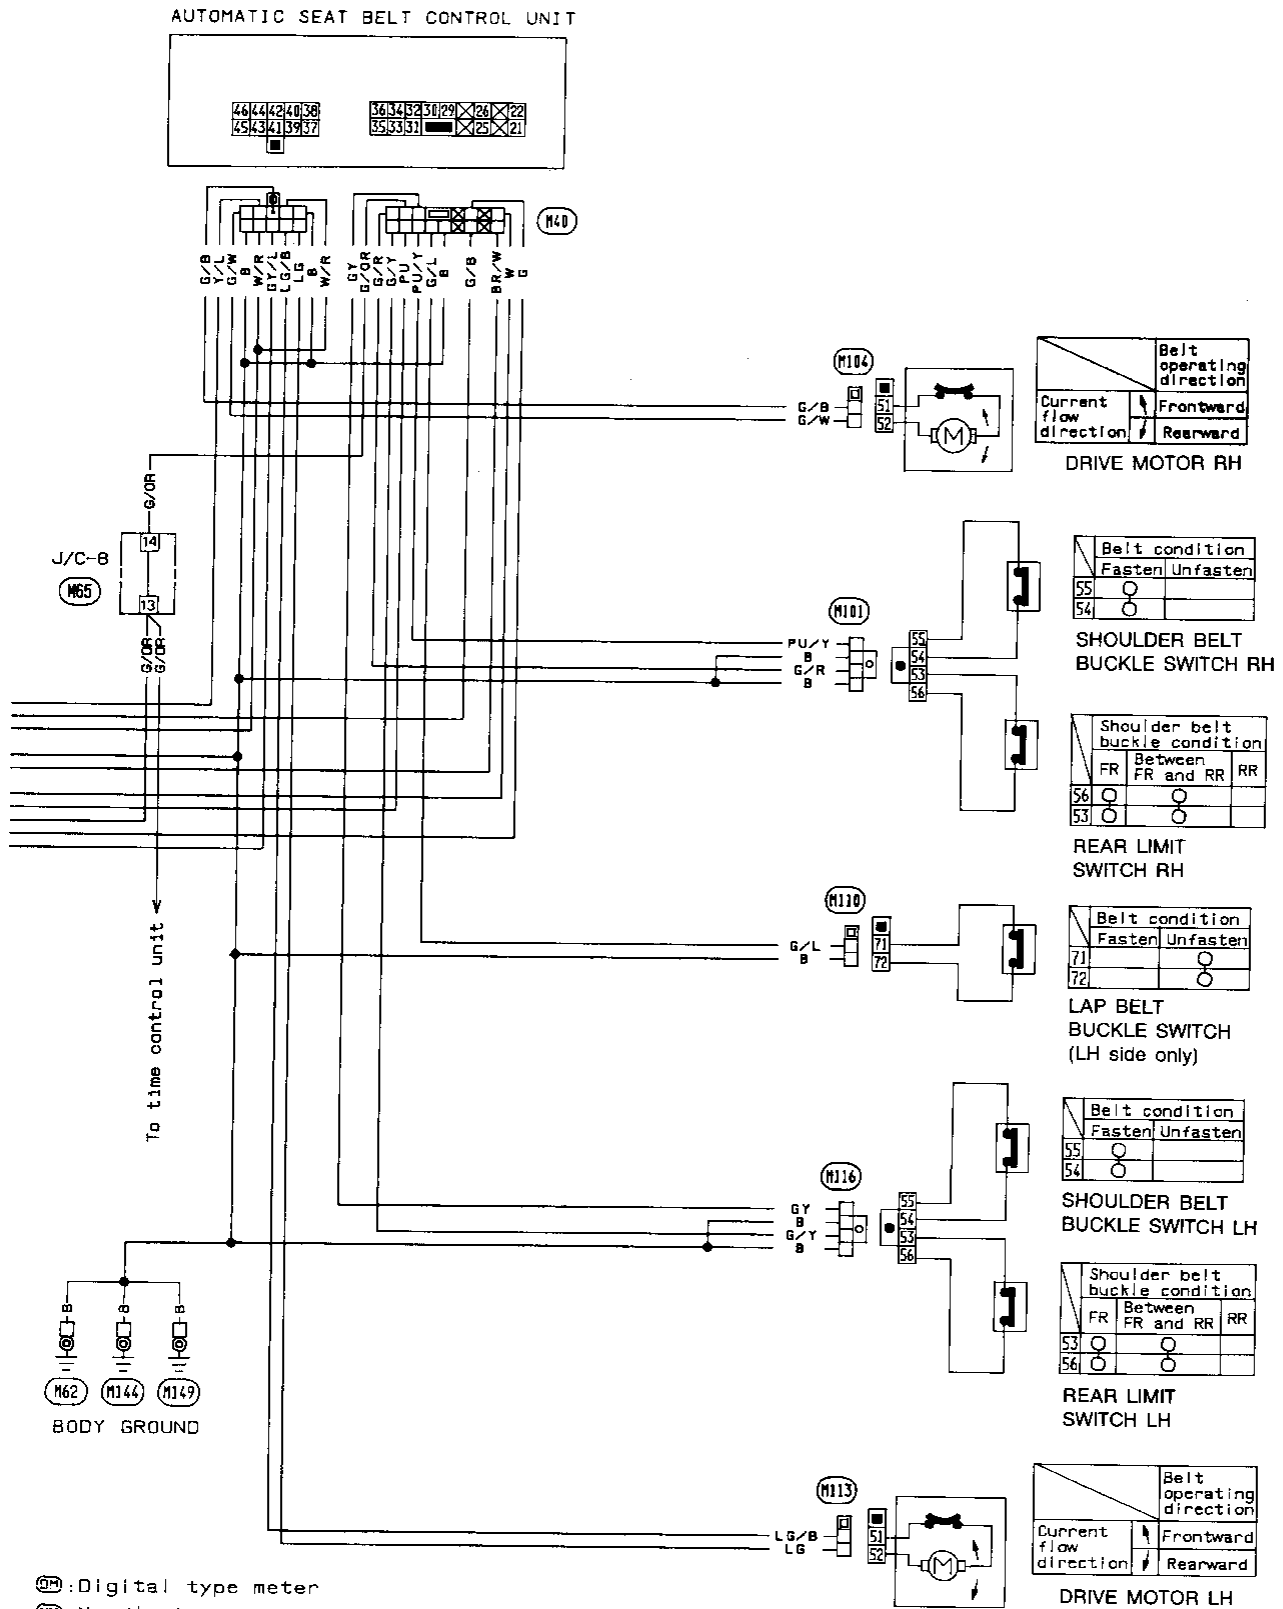 AUTOMATIC SEAT BELT CONTROL UNIT
46 44 42 40 38
45 43 41 39 37
36 34 32 30 29 26 22
35 33 31 25 21
M40
G/B Y/L G/W B W/R GY/L LG/B LG B W/R
GY G/OR G/R G/Y PU PU/Y G/L B G/B BR/W W G
M104
G/B 51
G/W 52
M
Belt operating direction
Current flow direction
Frontward
Rearward
DRIVE MOTOR RH
G/OR
J/C-8
M65
14
13
G/OR G/OR
To time control unit
M101
PU/Y 55
B 54
G/R 53
B 56
Belt condition
Fasten Unfasten
55
54
SHOULDER BELT
BUCKLE SWITCH RH
Shoulder belt
buckle condition
FR Between FR and RR RR
56
53
REAR LIMIT
SWITCH RH
M110
G/L 71
B 72
Belt condition
Fasten Unfasten
71
72
LAP BELT
BUCKLE SWITCH
(LH side only)
M116
GY 55
B 54
G/Y 53
B 56
Belt condition
Fasten Unfasten
55
54
SHOULDER BELT
BUCKLE SWITCH LH
Shoulder belt
buckle condition
FR Between FR and RR RR
53
56
REAR LIMIT
SWITCH LH
B B B
M62 M144 M149
BODY GROUND
M113
LG/B 51
LG 52
M
Belt operating direction
Current flow direction
Frontward
Rearward
DRIVE MOTOR LH
DM :Digital type meter